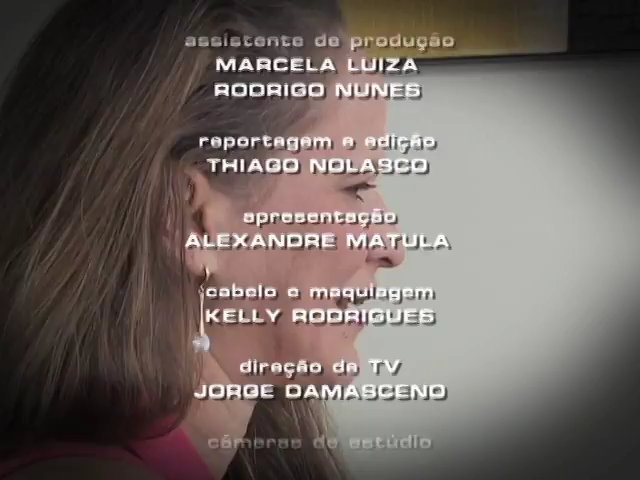 assistente de produção
MARCELA LUIZA
RODRIGO NUNES
reportagem e edição
THIAGO NOLASCO
apresentação
ALEXANDRE MATULA
cabelo e maquiagem
KELLY RODRIGUES
direção de TV
JORGE DAMASCENO
câmeras de estúdio